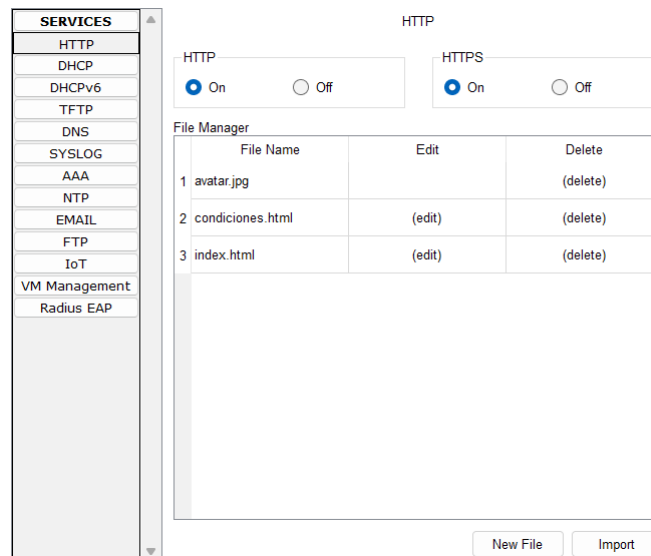 SERVICES
HTTP
DHCP
DHCPv6
TFTP
DNS
SYSLOG
AAA
NTP
EMAIL
FTP
IoT
VM Management
Radius EAP
HTTP
HTTP
On Off
HTTPS
On Off
File Manager
File Name Edit Delete
1 avatar.jpg (delete)
2 condiciones.html (edit) (delete)
3 index.html (edit) (delete)
New File Import